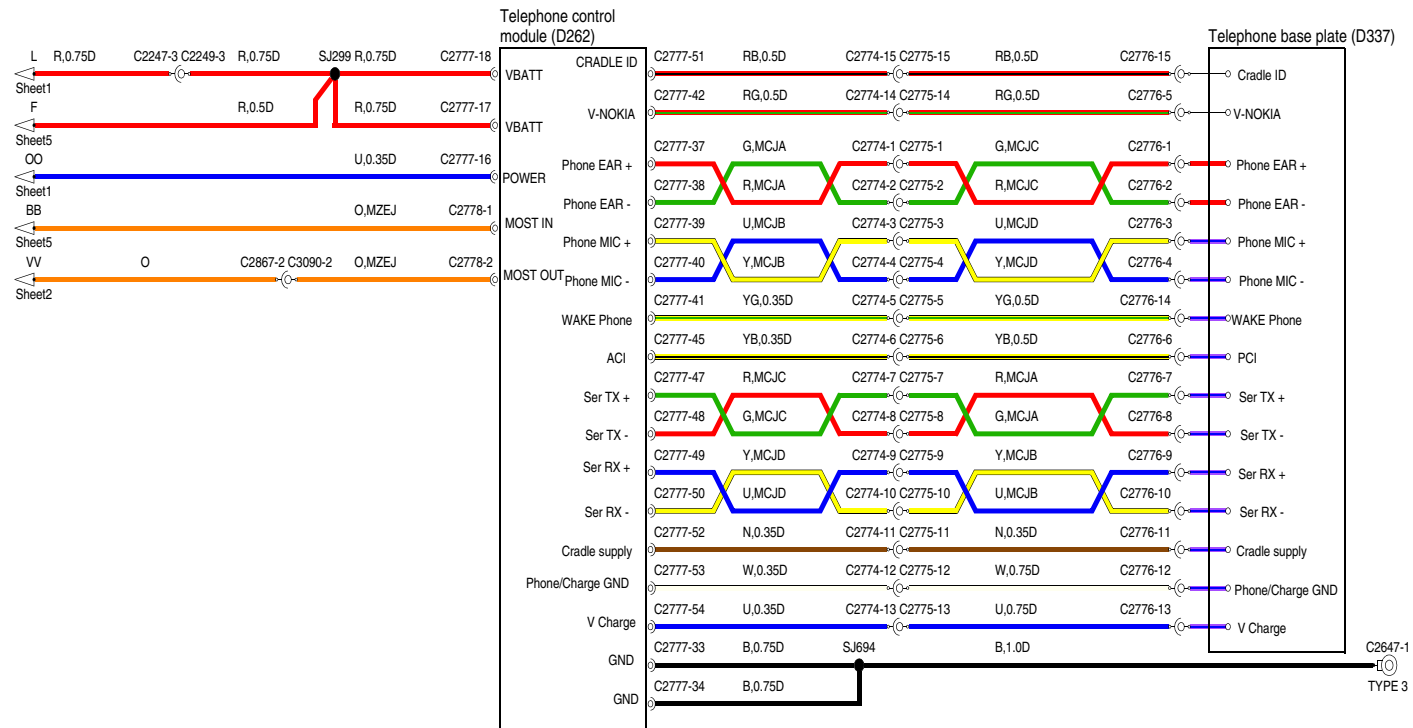 Telephone control
module (D262)
Telephone base plate (D337)
L R,0.75D C2247-3 C2249-3 R,0.75D SJ299 R,0.75D C2777-18
VBATT
Sheet1
F R,0.5D R,0.75D C2777-17
VBATT
Sheet5
OO U,0.35D C2777-16
POWER
Sheet1
BB O,MZEJ C2778-1
MOST IN
Sheet5
VV O C2867-2 C3090-2 O,MZEJ C2778-2
MOST OUT
Sheet2
C2777-51 RB,0.5D C2774-15 C2775-15 RB,0.5D C2776-15
CRADLE ID Cradle ID
C2777-42 RG,0.5D C2774-14 C2775-14 RG,0.5D C2776-5
V-NOKIA V-NOKIA
C2777-37 G,MCJA C2774-1 C2775-1 G,MCJC C2776-1
Phone EAR + Phone EAR +
C2777-38 R,MCJA C2774-2 C2775-2 R,MCJC C2776-2
Phone EAR - Phone EAR -
C2777-39 U,MCJB C2774-3 C2775-3 U,MCJD C2776-3
Phone MIC + Phone MIC +
C2777-40 Y,MCJB C2774-4 C2775-4 Y,MCJD C2776-4
Phone MIC - Phone MIC -
C2777-41 YG,0.35D C2774-5 C2775-5 YG,0.5D C2776-14
WAKE Phone WAKE Phone
C2777-45 YB,0.35D C2774-6 C2775-6 YB,0.5D C2776-6
ACI PCI
C2777-47 R,MCJC C2774-7 C2775-7 R,MCJA C2776-7
Ser TX + Ser TX +
C2777-48 G,MCJC C2774-8 C2775-8 G,MCJA C2776-8
Ser TX - Ser TX -
C2777-49 Y,MCJD C2774-9 C2775-9 Y,MCJB C2776-9
Ser RX + Ser RX +
C2777-50 U,MCJD C2774-10 C2775-10 U,MCJB C2776-10
Ser RX - Ser RX -
C2777-52 N,0.35D C2774-11 C2775-11 N,0.35D C2776-11
Cradle supply Cradle supply
C2777-53 W,0.35D C2774-12 C2775-12 W,0.75D C2776-12
Phone/Charge GND Phone/Charge GND
C2777-54 U,0.35D C2774-13 C2775-13 U,0.75D C2776-13
V Charge V Charge
C2777-33 B,0.75D SJ694 B,1.0D C2647-1
GND
C2777-34 B,0.75D TYPE 3
GND